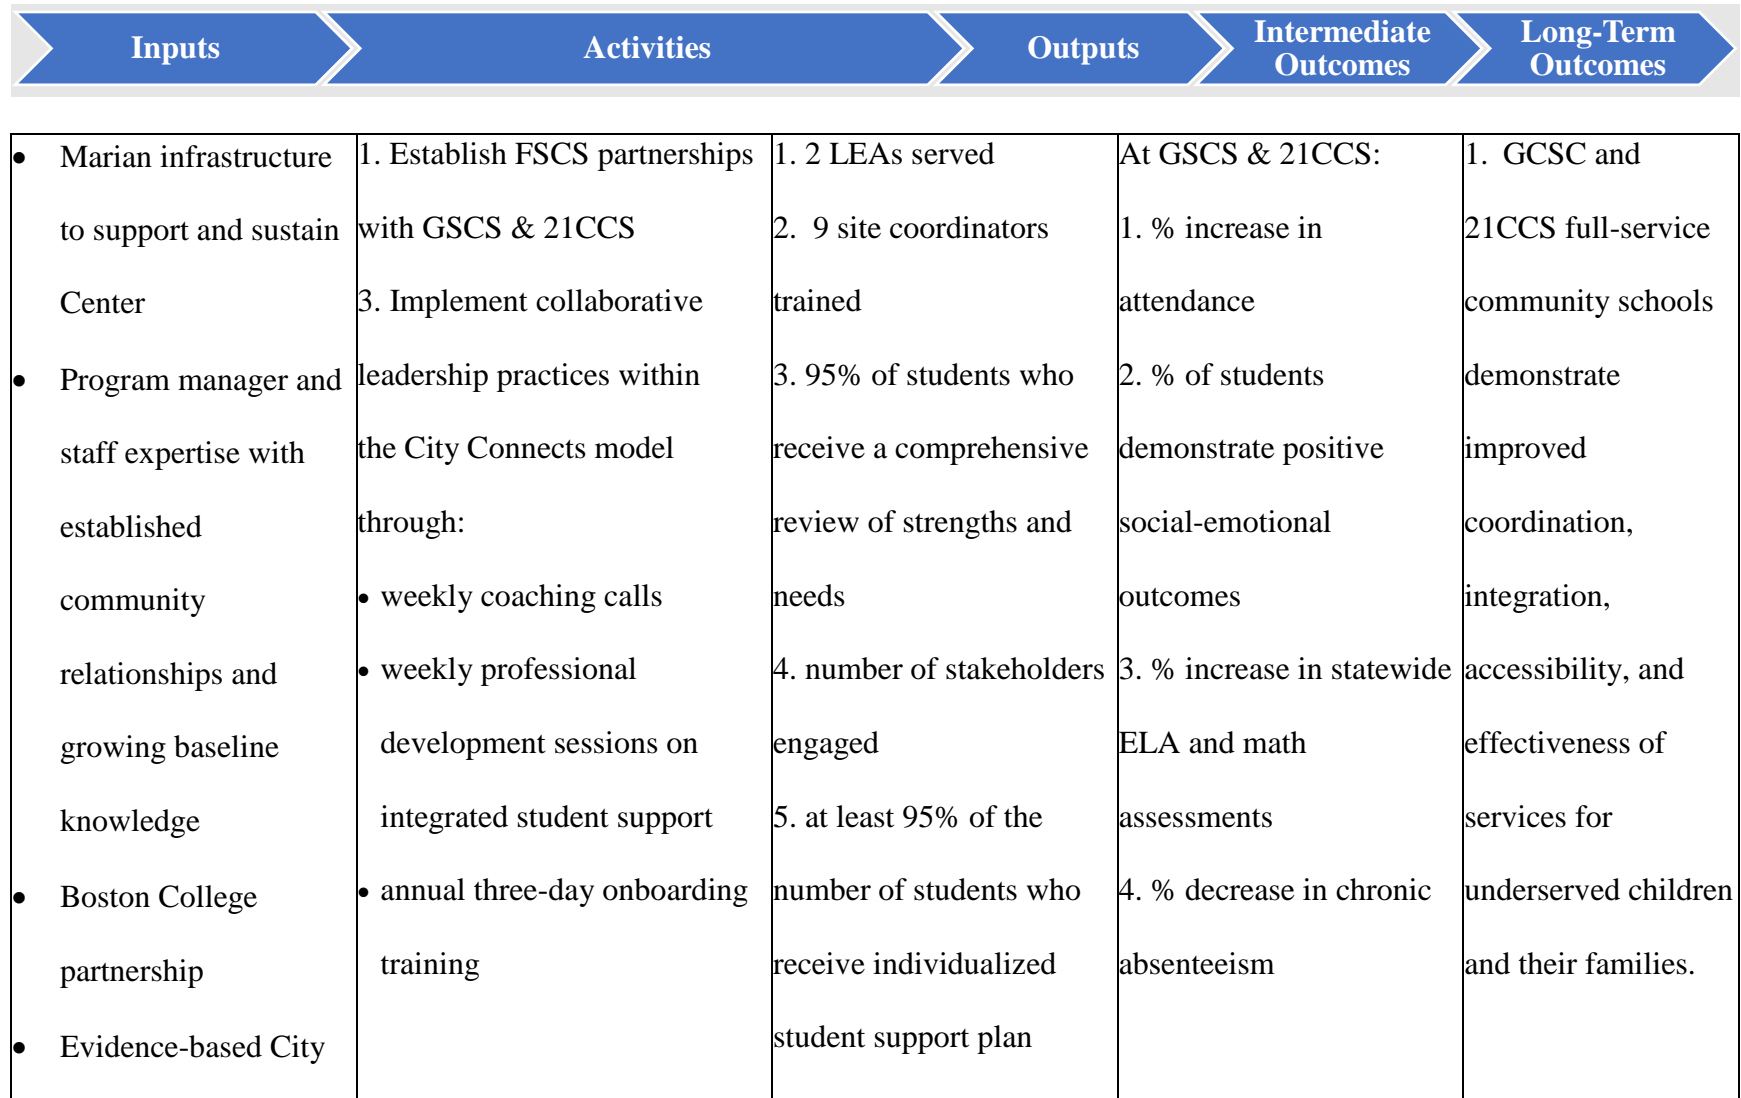 Inputs
Activities
Outputs
Intermediate
Outcomes
Long-Term
Outcomes
• Marian infrastructure
to support and sustain
Center
• Program manager and
staff expertise with
established
community
relationships and
growing baseline
knowledge
• Boston College
partnership
• Evidence-based City
1. Establish FSCS partnerships
with GSCS & 21CCS
3. Implement collaborative
leadership practices within
the City Connects model
through:
• weekly coaching calls
• weekly professional
development sessions on
integrated student support
• annual three-day onboarding
training
1. 2 LEAs served
2. 9 site coordinators
trained
3. 95% of students who
receive a comprehensive
review of strengths and
needs
4. number of stakeholders
engaged
5. at least 95% of the
number of students who
receive individualized
student support plan
At GSCS & 21CCS:
1. % increase in
attendance
2. % of students
demonstrate positive
social-emotional
outcomes
3. % increase in statewide
ELA and math
assessments
4. % decrease in chronic
absenteeism
1. GCSC and
21CCS full-service
community schools
demonstrate
improved
coordination,
integration,
accessibility, and
effectiveness of
services for
underserved children
and their families.